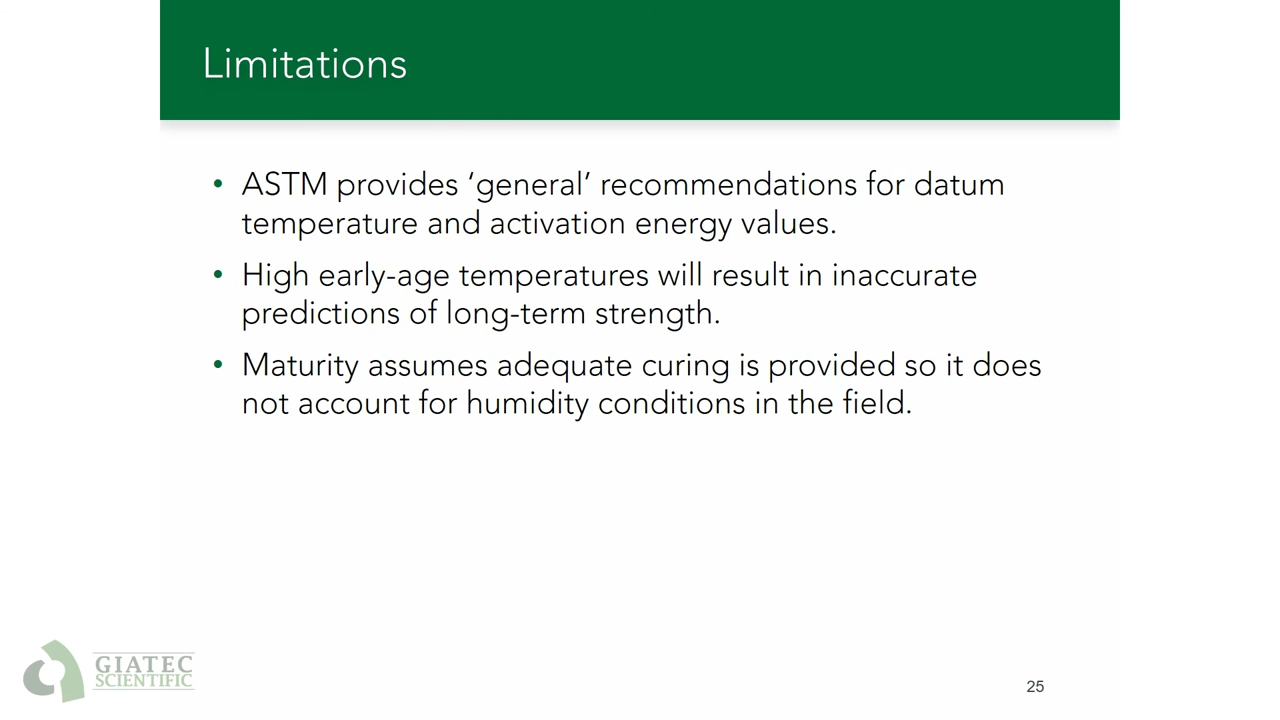 Limitations
• ASTM provides ‘general’ recommendations for datum
temperature and activation energy values.
• High early-age temperatures will result in inaccurate
predictions of long-term strength.
• Maturity assumes adequate curing is provided so it does
not account for humidity conditions in the field.
GIATEC
SCIENTIFIC
25